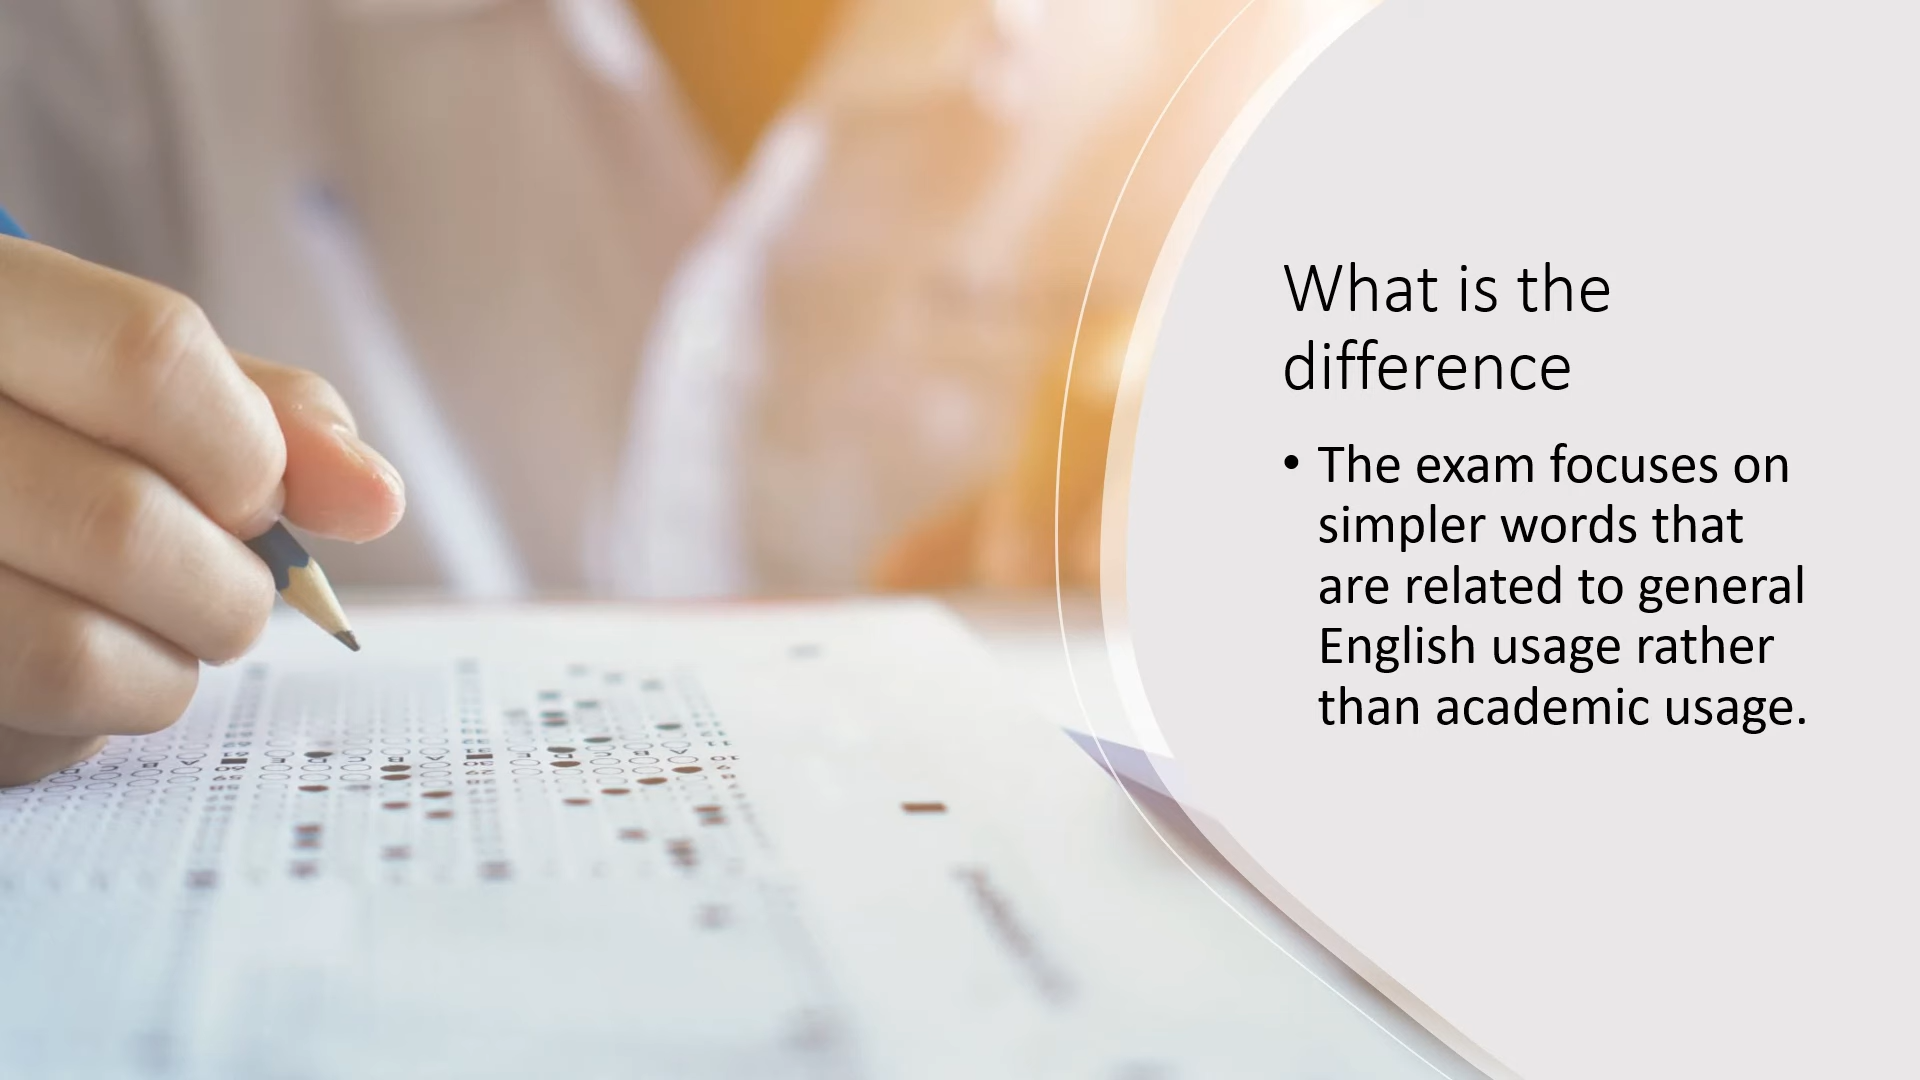 What is the
difference
• The exam focuses on
simpler words that
are related to general
English usage rather
than academic usage.